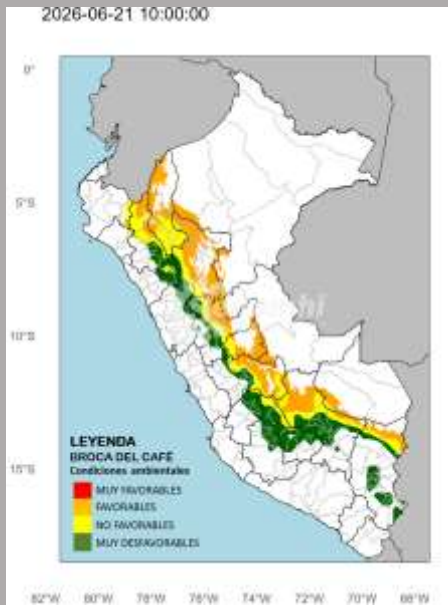 2026-06-21 10:00:00
0°
5°S
10°S
15°S
LEYENDA
BROCA DEL CAFÉ
Condiciones ambientales
MUY FAVORABLES
FAVORABLES
NO FAVORABLES
MUY DESFAVORABLES
82°W 80°W 78°W 76°W 74°W 72°W 70°W 68°W